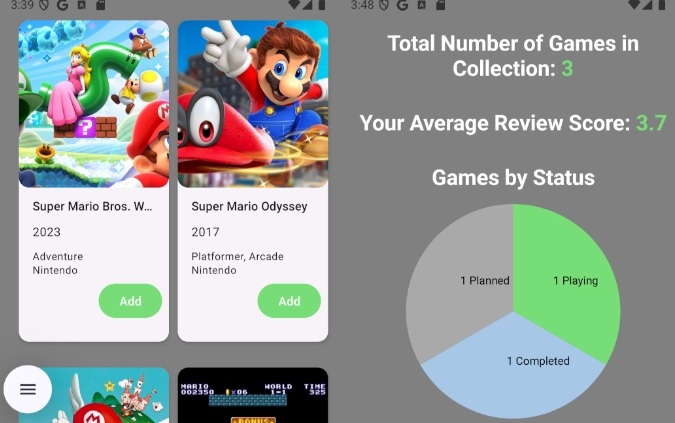 3:39
Super Mario Bros. W...
2023
Adventure
Nintendo
Add
Super Mario Odyssey
2017
Platformer, Arcade
Nintendo
Add
MARIO WORLD TIME
002350 ×06 1-1 325
BONUS
3:48
Total Number of Games in
Collection: 3
Your Average Review Score: 3.7
Games by Status
1 Planned
1 Playing
1 Completed